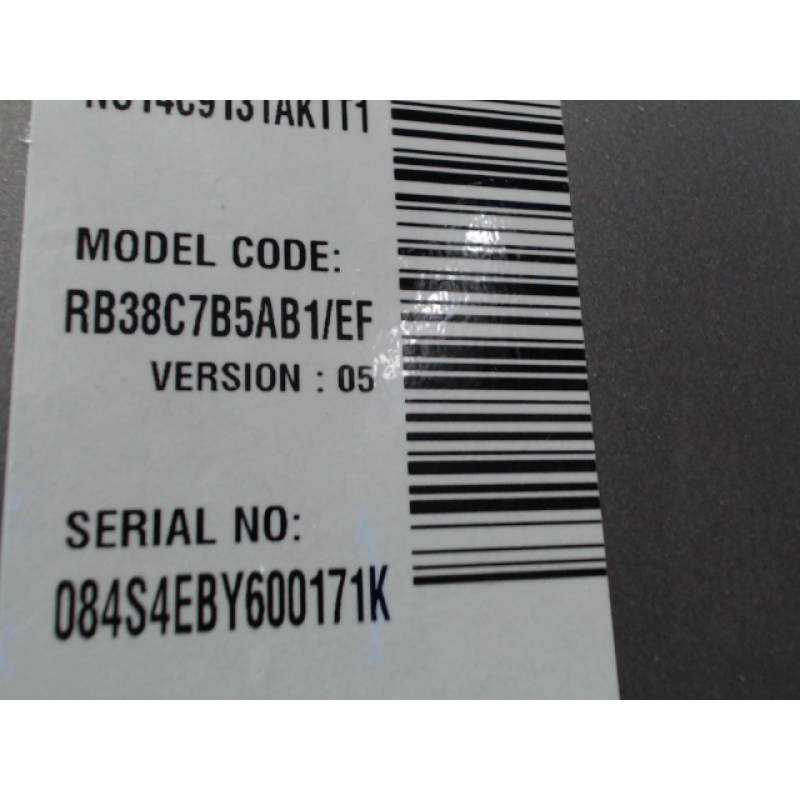 MODEL CODE:
RB38C7B5AB1/EF
VERSION : 05
SERIAL NO:
084S4EBY600171K